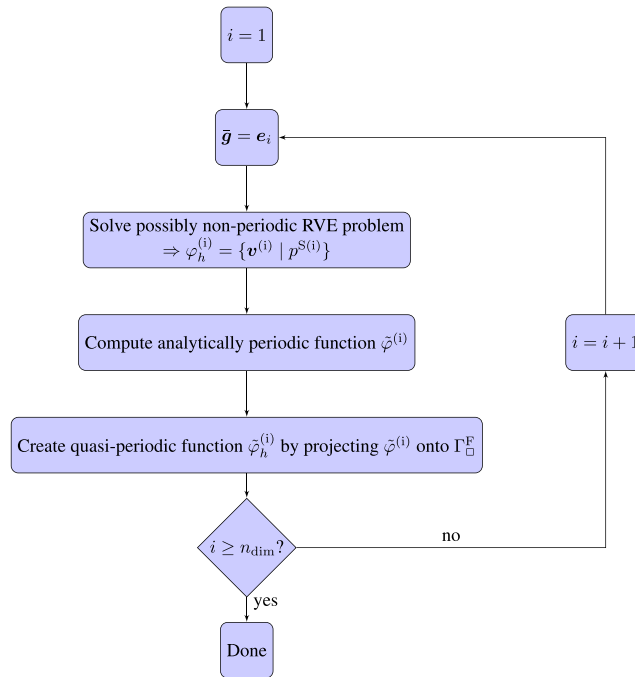 i = 1
ḡ = e_i
Solve possibly non-periodic RVE problem
⇒ φ_h^(i) = {v^(i) | p^S(i)}
Compute analytically periodic function φ̃^(i)
i = i + 1
Create quasi-periodic function φ̃_h^(i) by projecting φ̃^(i) onto Γ_□^F
i ≥ n_dim?
no
yes
Done